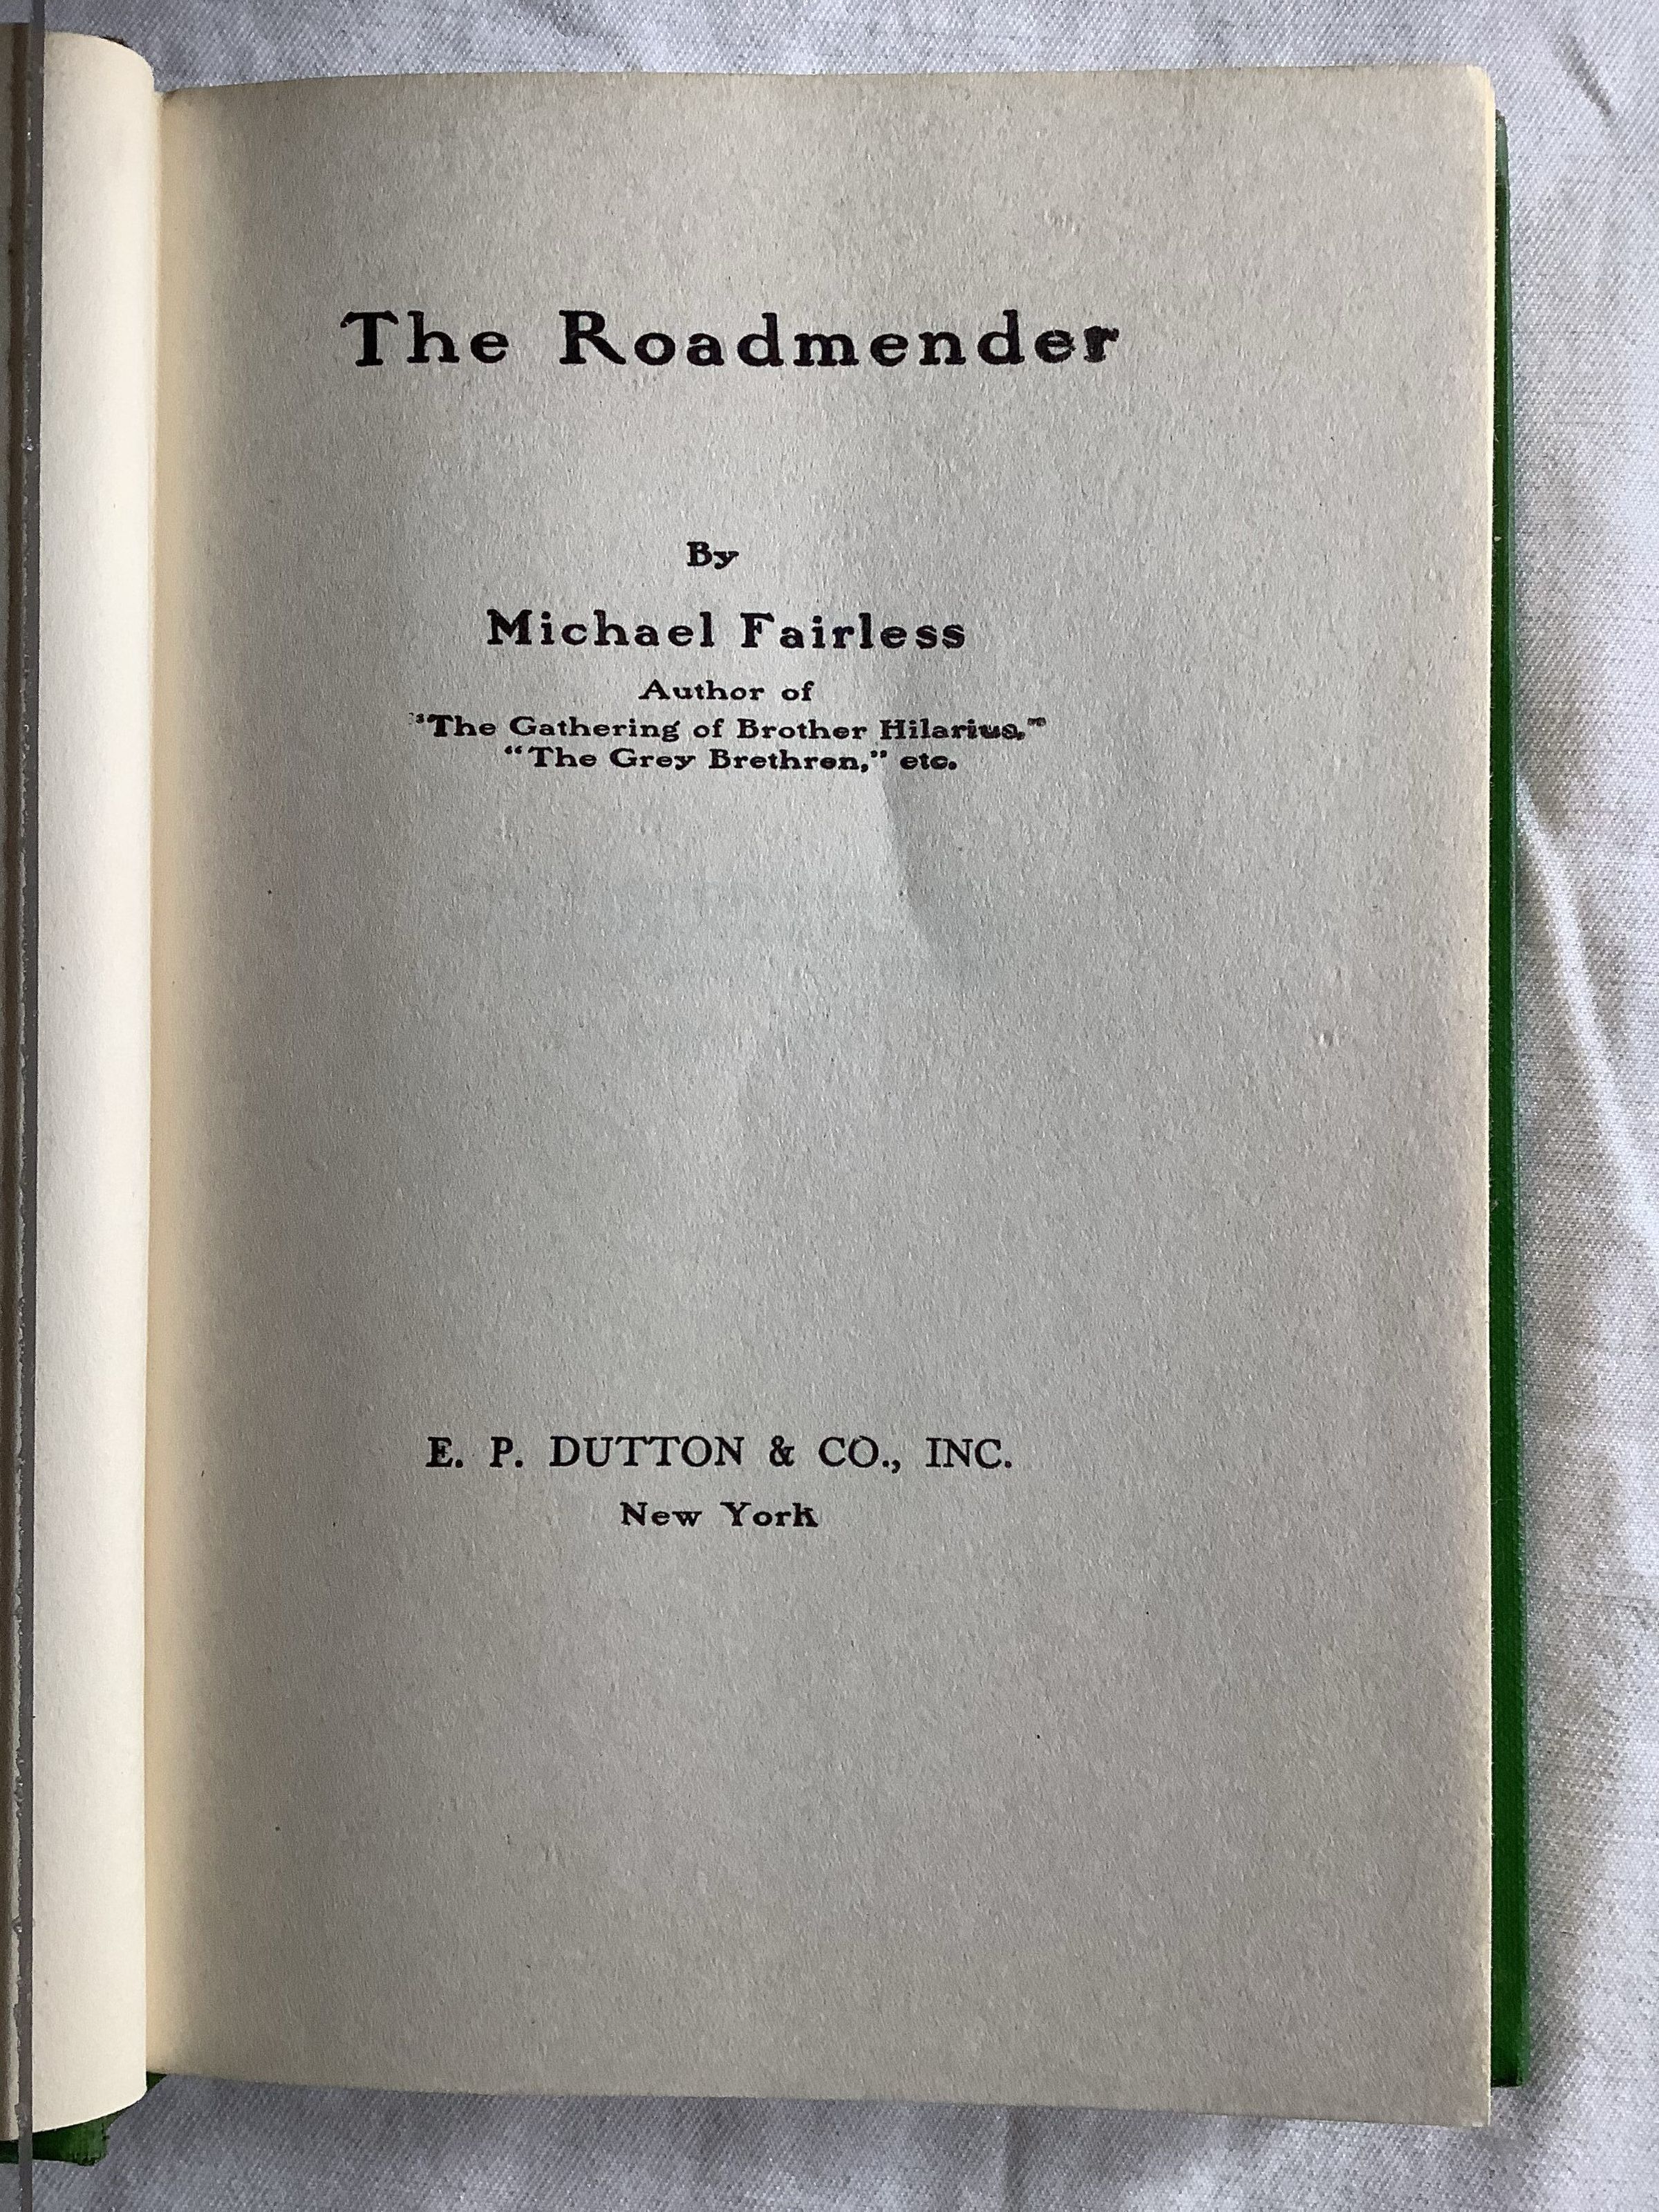 The Roadmender
By
Michael Fairless
Author of
"The Gathering of Brother Hilarius,"
"The Grey Brethren," etc.
E. P. DUTTON & CO., INC.
New York